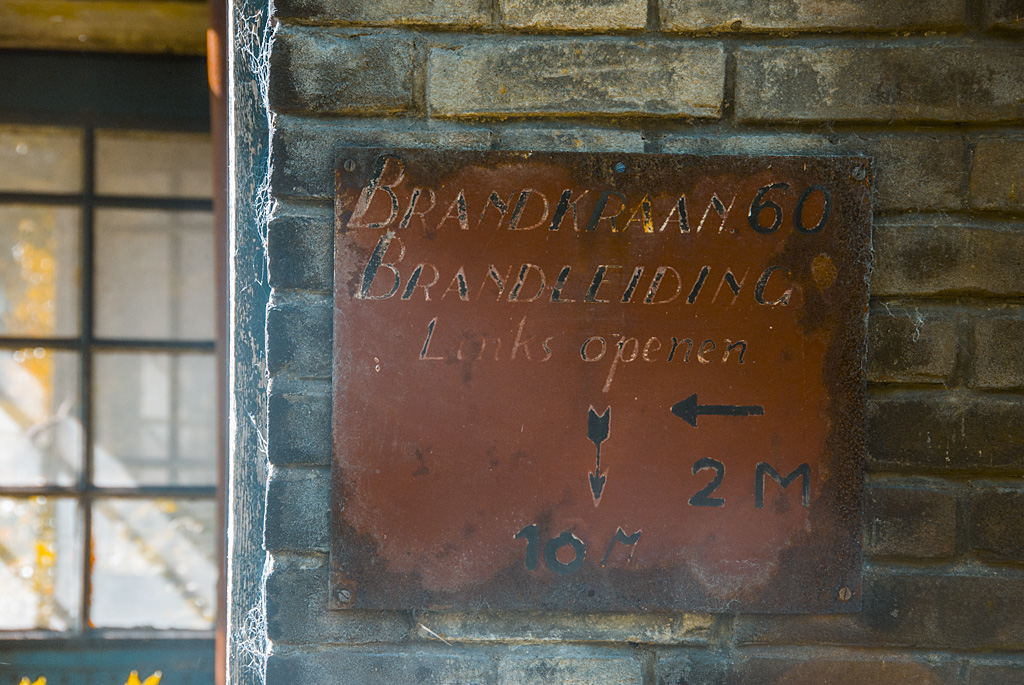 BRANDKRAAN. 60
BRANDLEIDING
Links openen.
2 M
10 M